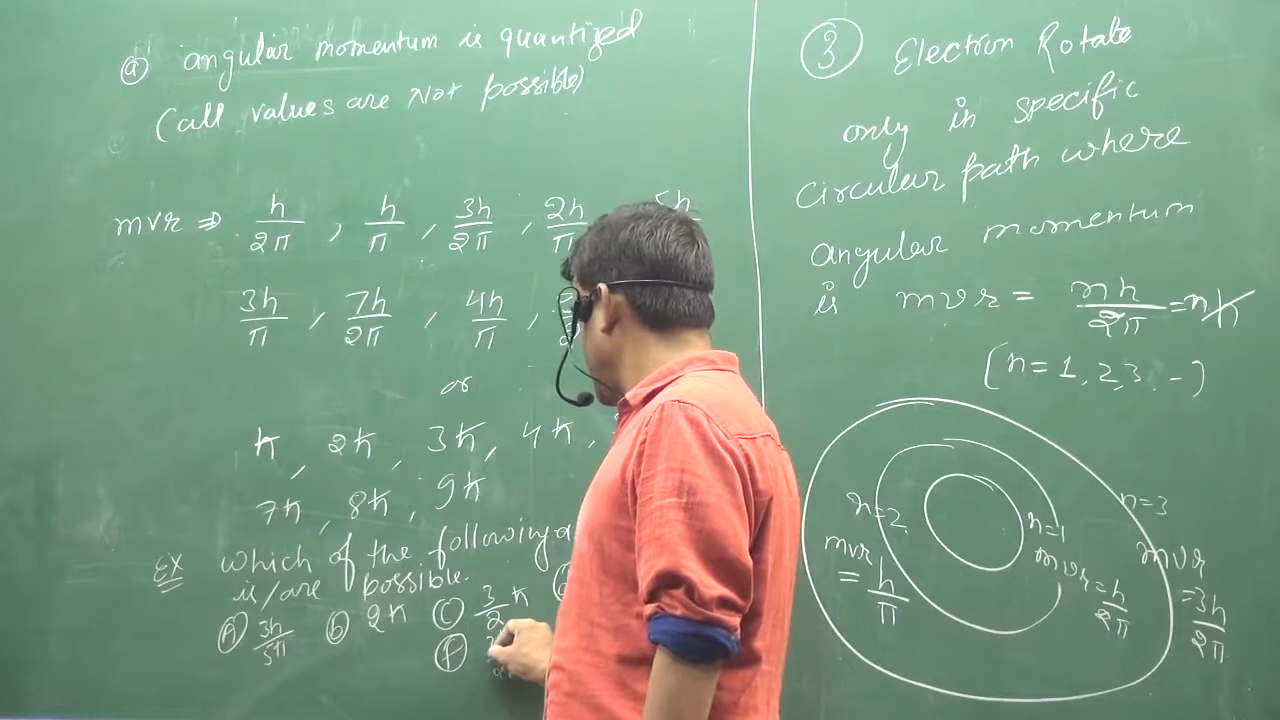 (a) angular momentum is quantized
(all values are not possible)
mvr ⇒ h/2π , h/π , 3h/2π , 2h/π 5h
3h/π , 7h/2π , 4h/π ,
or
ℏ , 2ℏ , 3ℏ , 4ℏ ,
7ℏ , 8ℏ , 9ℏ
Ex which of the following
is/are possible.
(A) 3h/5π (b) 2ℏ (C) 3/2 ℏ
(f)
(3) Electron Rotate
only in specific
circular path where
angular momentum
is mvr = nh/2π = nℏ
(n = 1, 2, 3 . -)
n=3
n=2
n=1
mvr = h/π
mvr = h/2π
mvr = 3h/2π